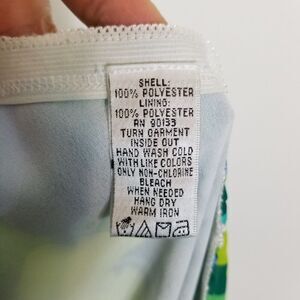 SHELL:
100% POLYESTER
LINING:
100% POLYESTER
RN 90133
TURN GARMENT
INSIDE OUT
HAND WASH COLD
WITH LIKE COLORS
ONLY NON-CHLORINE
BLEACH
WHEN NEEDED
HANG DRY
WARM IRON